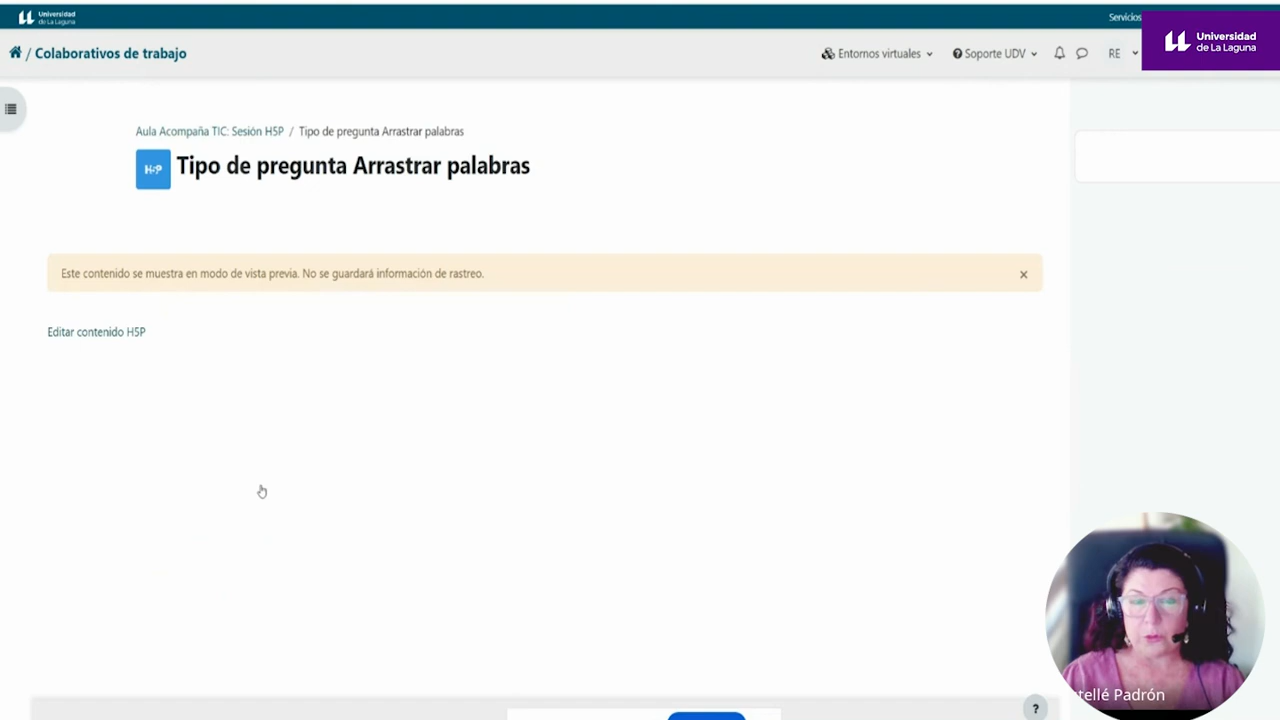 Universidad
de La Laguna
Servicios
/ Colaborativos de trabajo
Entornos virtuales
Soporte UDV
RE
Universidad
de La Laguna
Aula Acompaña TIC: Sesión H5P / Tipo de pregunta Arrastrar palabras
H5P
Tipo de pregunta Arrastrar palabras
Este contenido se muestra en modo de vista previa. No se guardará información de rastreo.
×
Editar contenido H5P
tellé Padrón
?